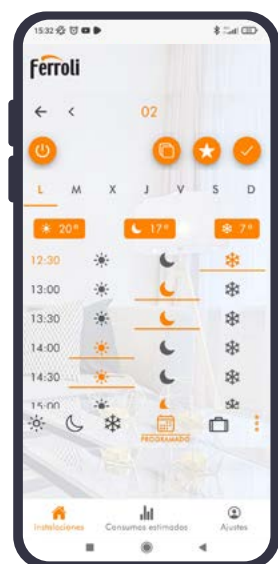 15:32
Ferroli
02
L M X J V S D
20° 17° 7°
12:30
13:00
13:30
14:00
14:30
15:00
PROGRAMADO
Instalaciones Consumos estimados Ajustes